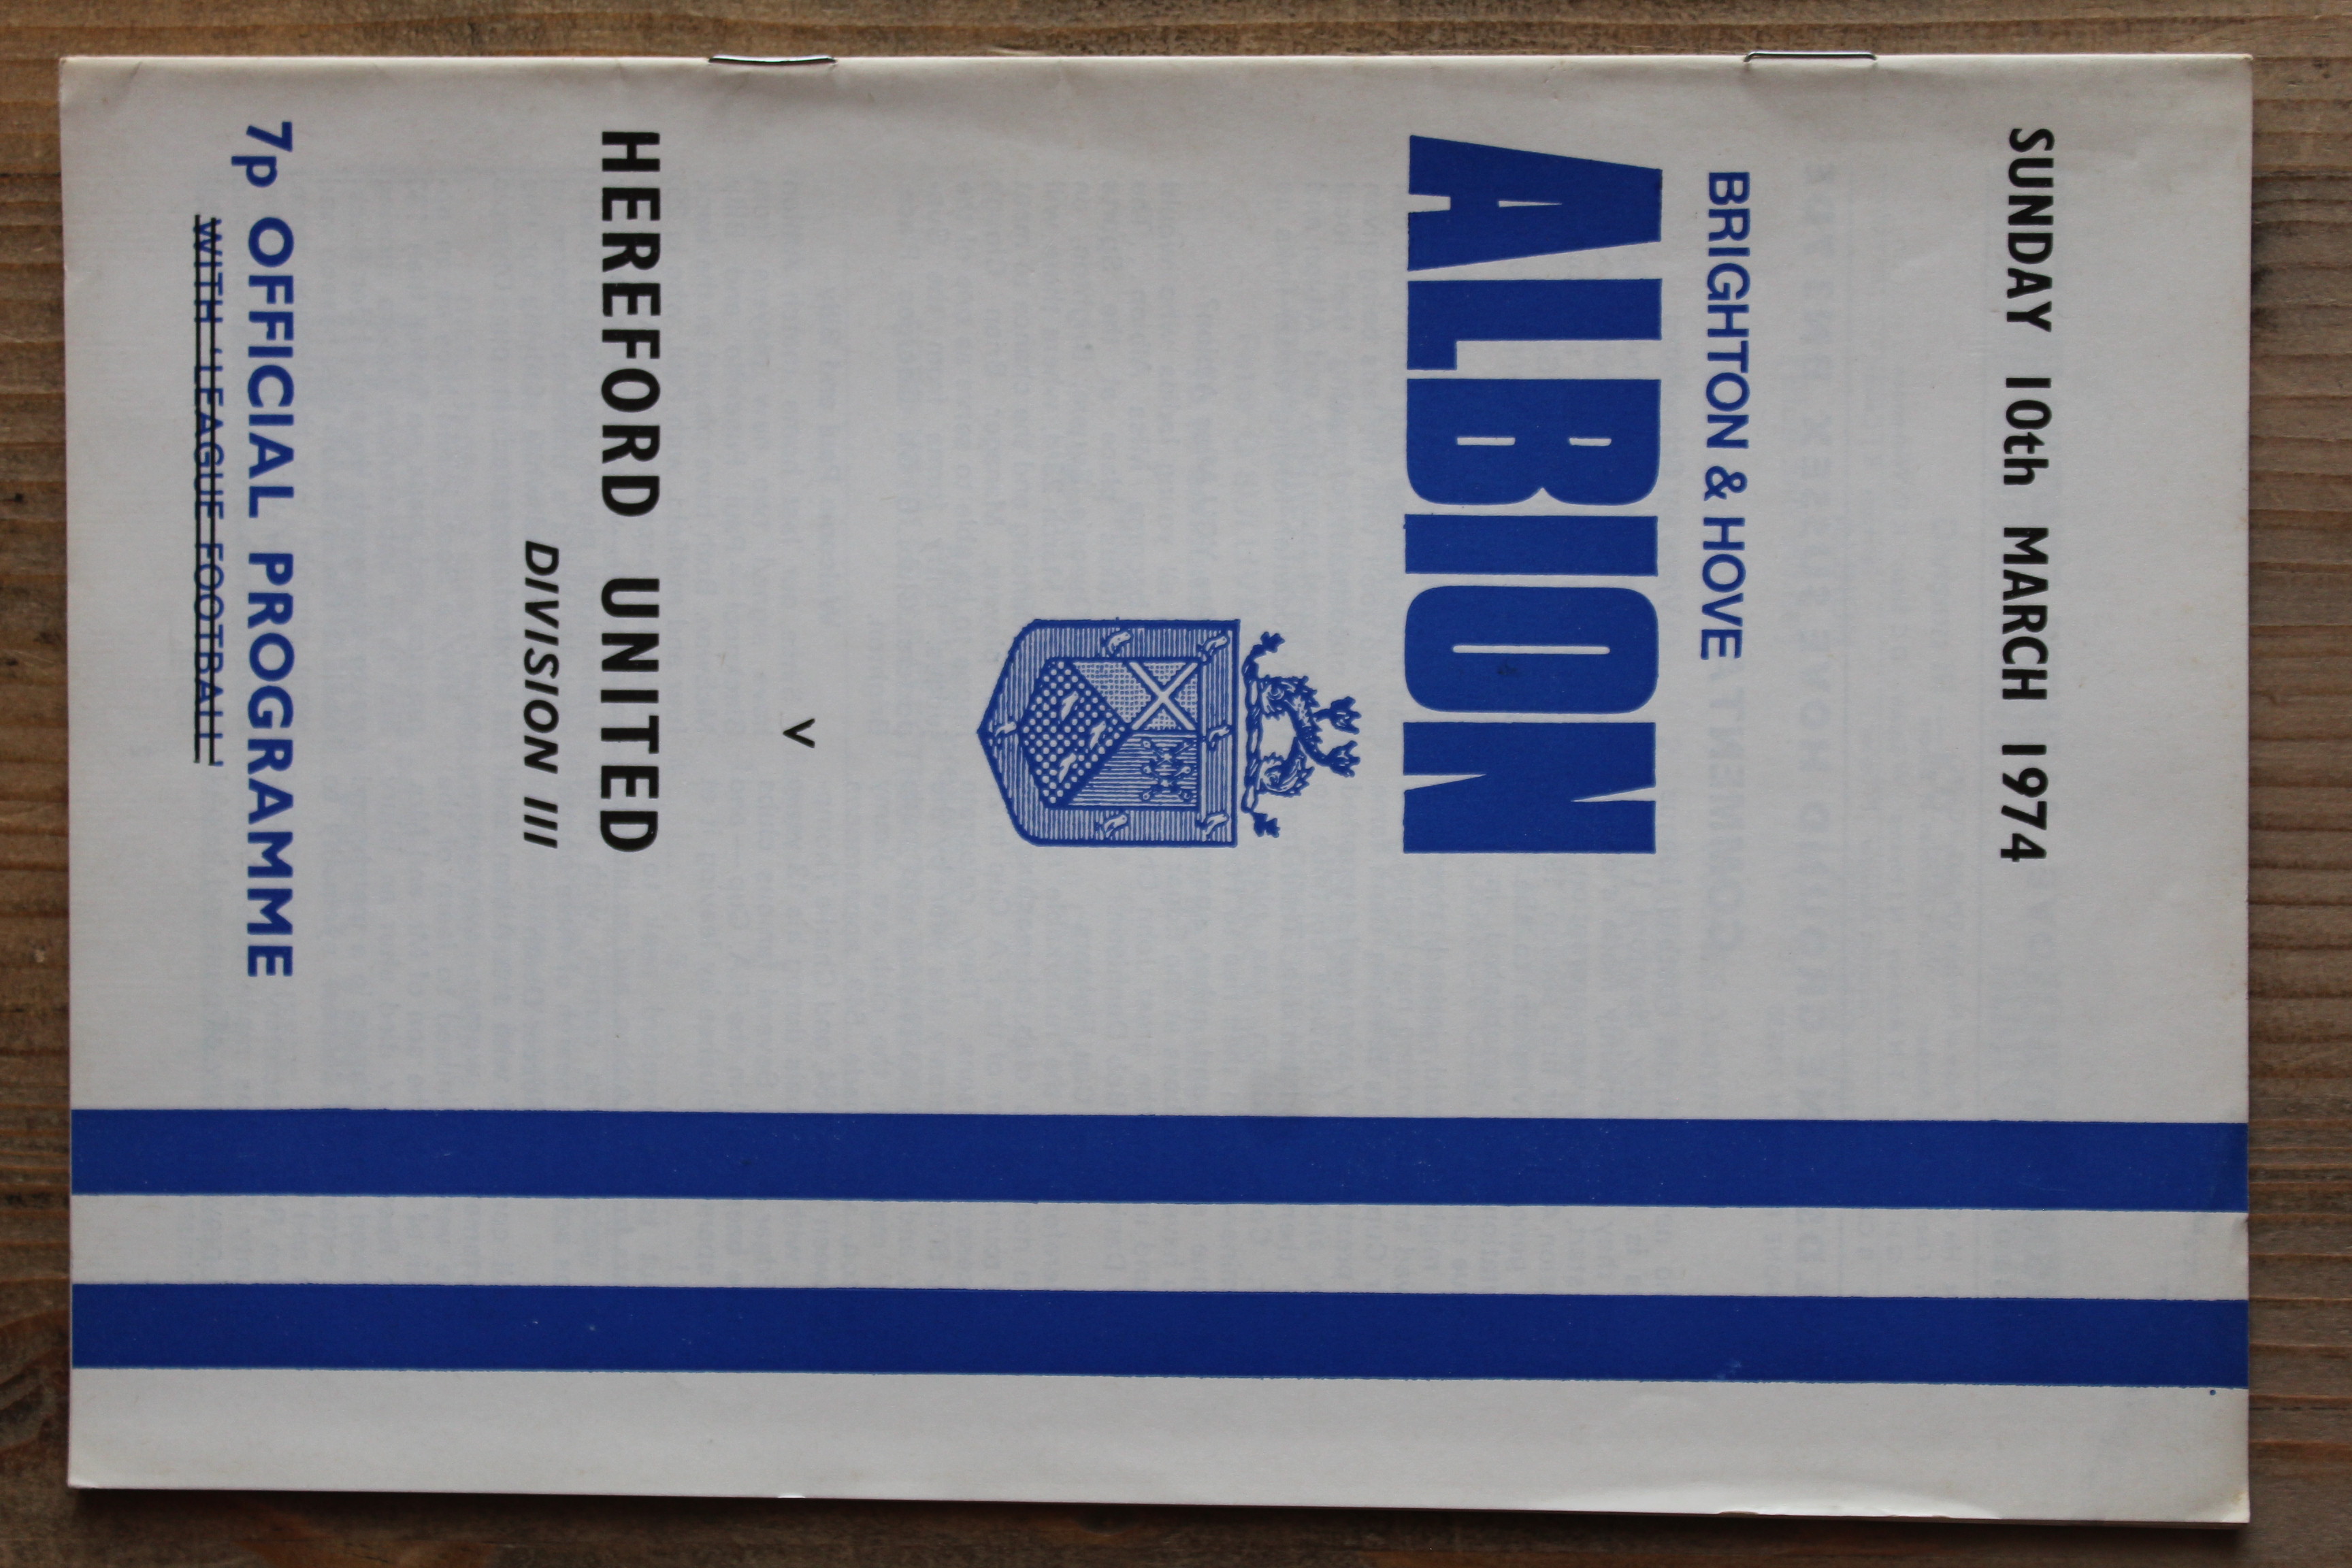 SUNDAY 10th MARCH 1974
BRIGHTON & HOVE
ALBION
v
HEREFORD UNITED
DIVISION III
7p OFFICIAL PROGRAMME
WITH 'LEAGUE FOOTBALL'